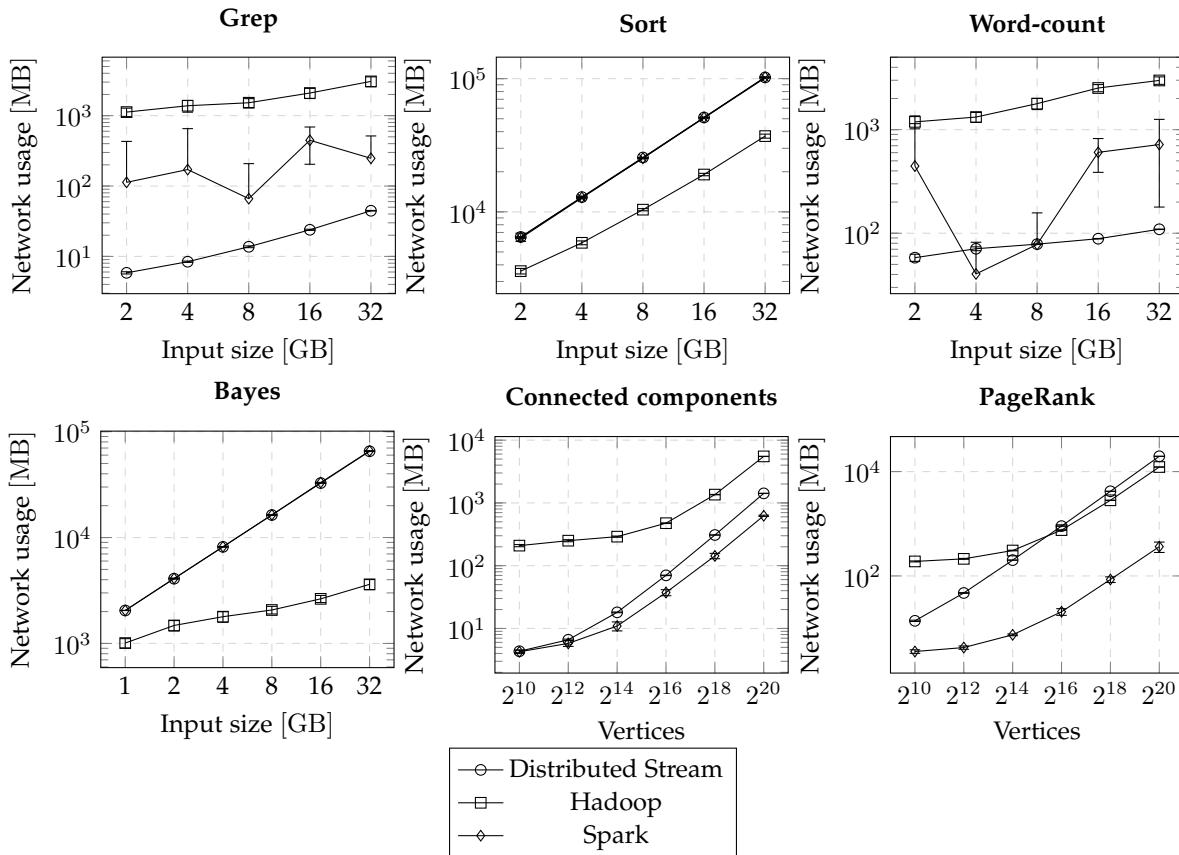 Grep
Network usage [MB]
10^3
10^2
10^1
2 4 8 16 32
Input size [GB]
Sort
Network usage [MB]
10^5
10^4
2 4 8 16 32
Input size [GB]
Word-count
Network usage [MB]
10^3
10^2
2 4 8 16 32
Input size [GB]
Bayes
Network usage [MB]
10^5
10^4
10^3
1 2 4 8 16 32
Input size [GB]
Connected components
Network usage [MB]
10^4
10^3
10^2
10^1
2^10 2^12 2^14 2^16 2^18 2^20
Vertices
PageRank
Network usage [MB]
10^4
10^2
2^10 2^12 2^14 2^16 2^18 2^20
Vertices
Distributed Stream
Hadoop
Spark